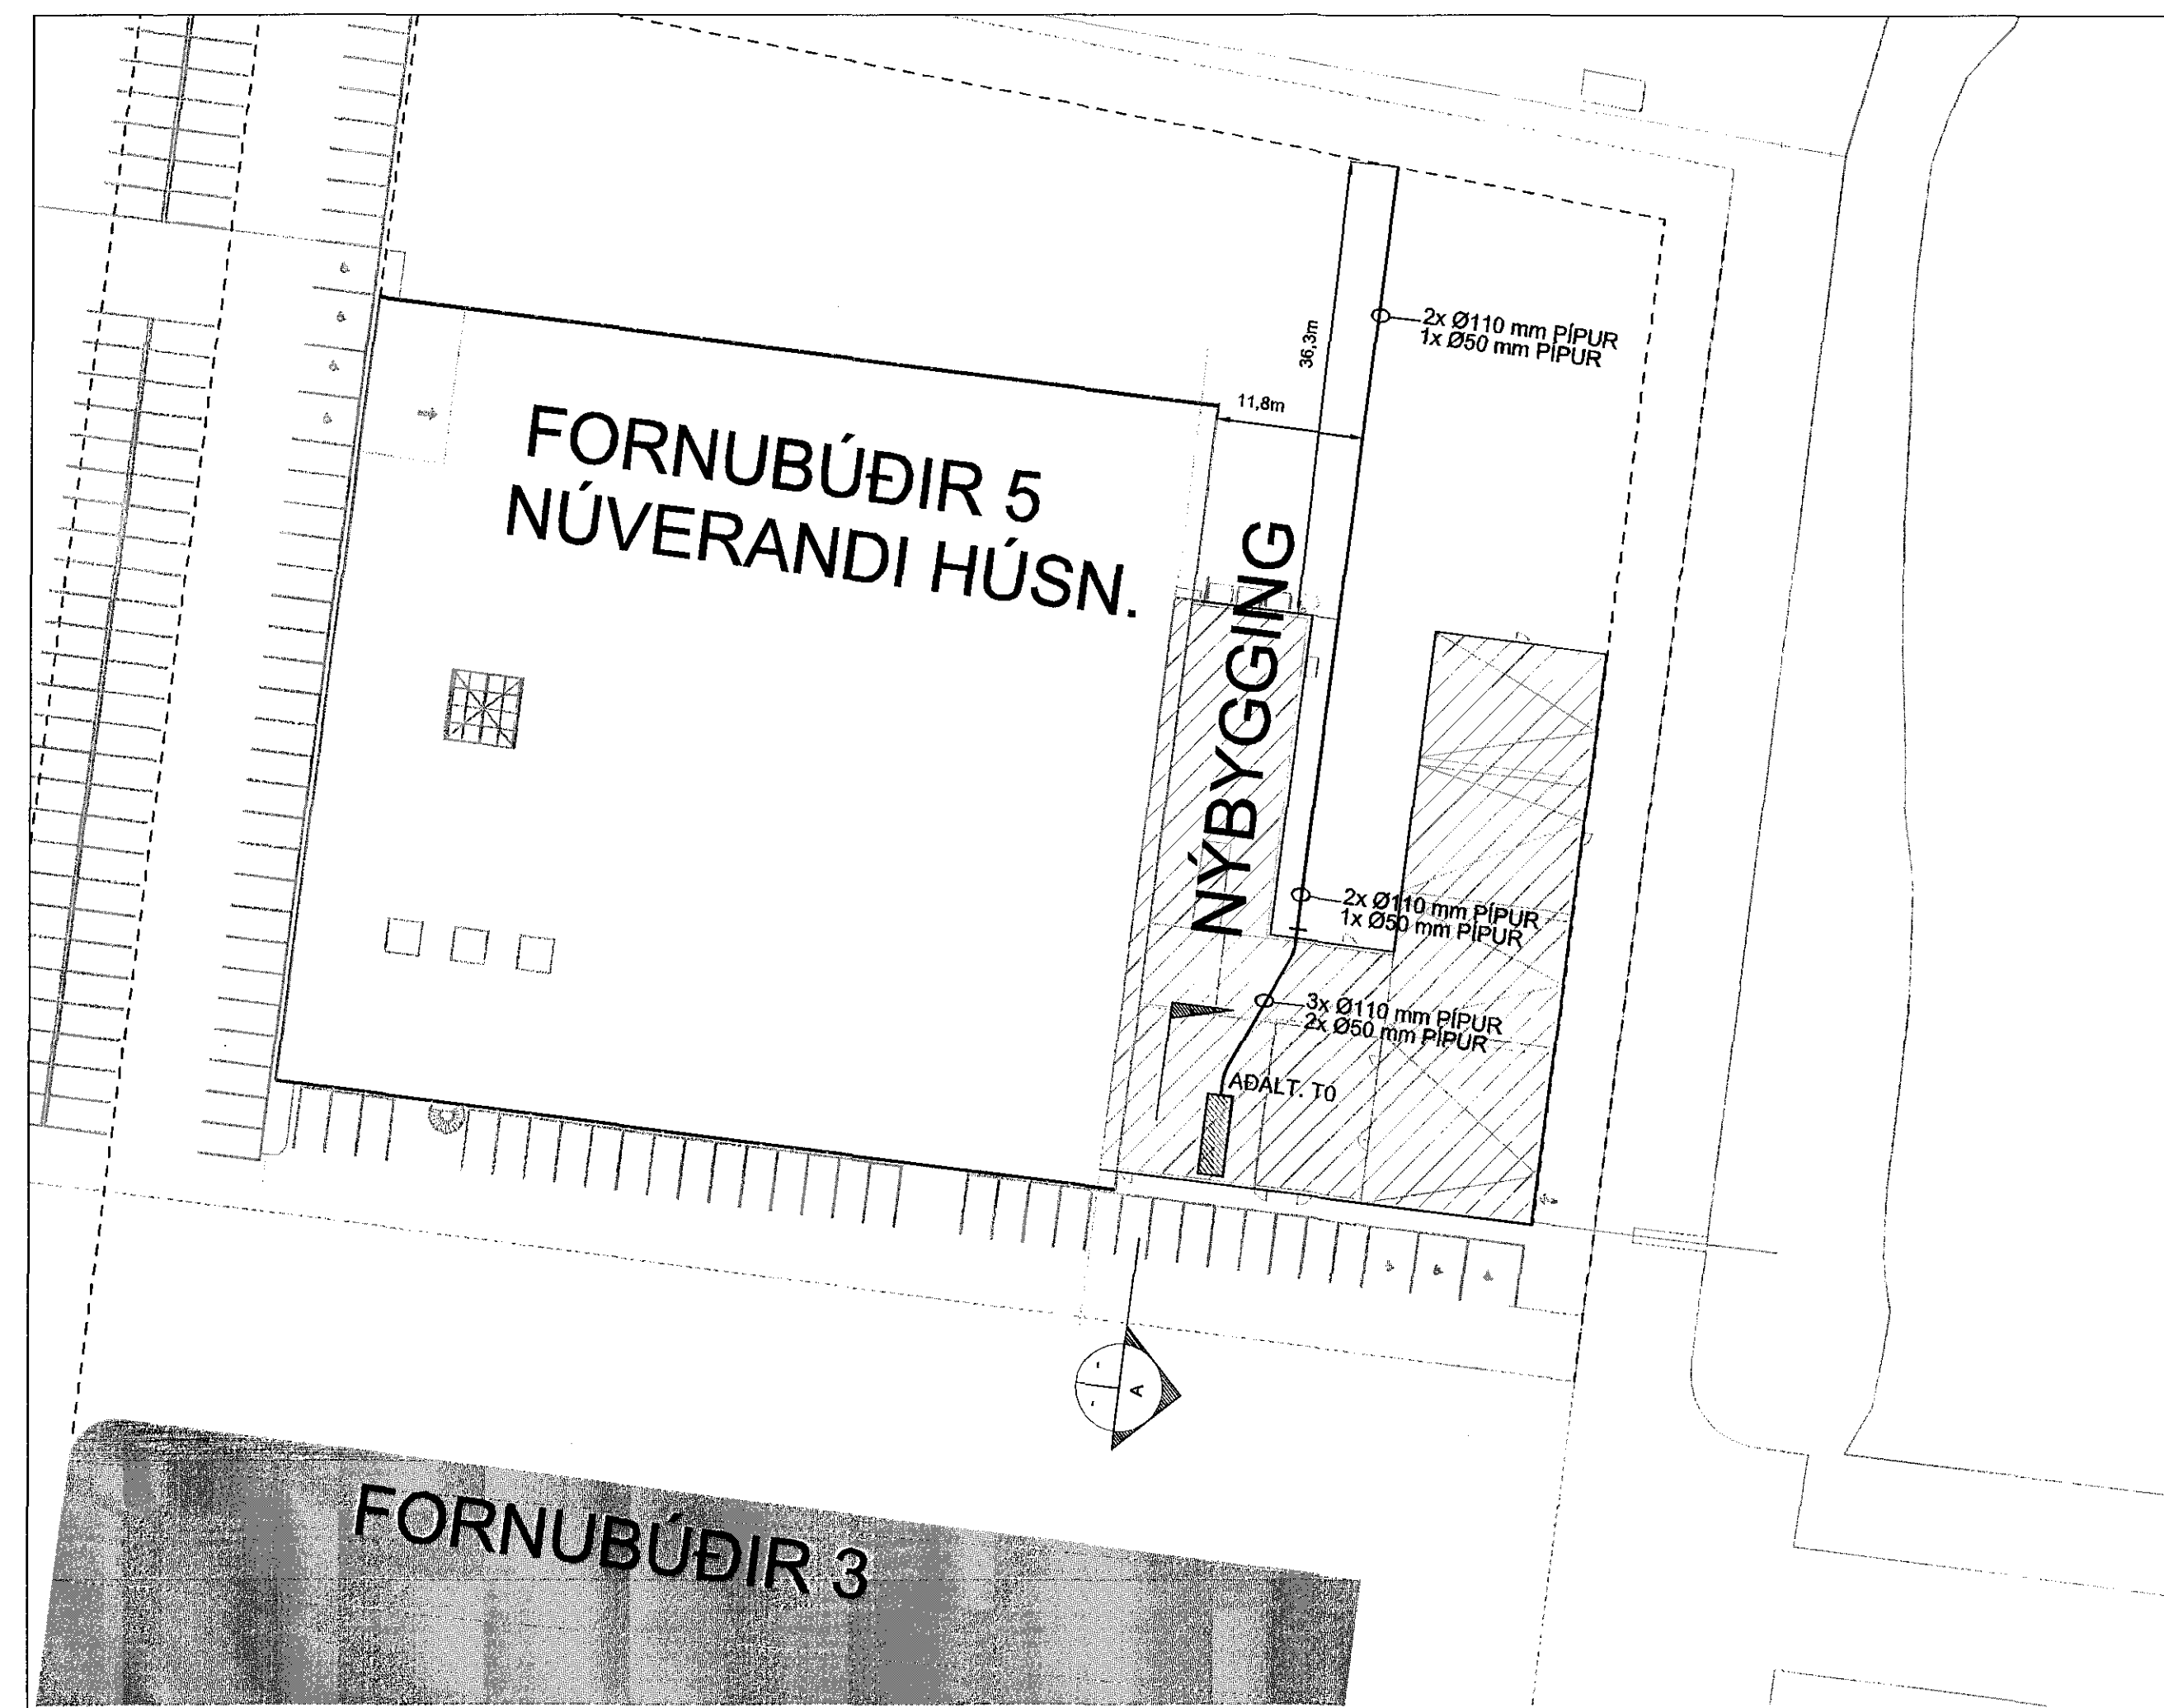 2x Ø110 mm PÍPUR
1x Ø50 mm PÍPUR
36,3m
11,8m
FORNUBÚÐIR 5
NÚVERANDI HÚSN.
NÝBYGGING
2x Ø110 mm PÍPUR
1x Ø50 mm PÍPUR
3x Ø110 mm PÍPUR
2x Ø50 mm PÍPUR
AÐALT. T0
A
FORNUBÚÐIR 3